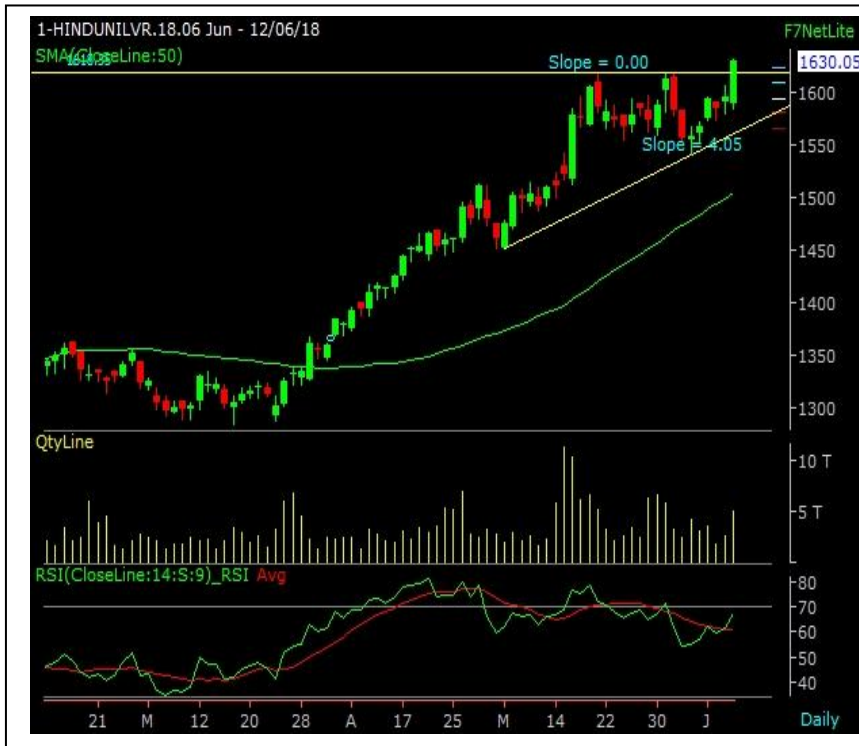 1-HINDUNILVR.18.06 Jun - 12/06/18
F7NetLite
SMA(CloseLine:50)
Slope = 0.00
1630.05
1600
1550
Slope = 4.05
1500
1450
1400
1350
1300
QtyLine
10 T
5 T
RSI(CloseLine:14:S:9)_RSI Avg
80
70
60
50
40
21 M 12 20 28 A 17 25 M 14 22 30 J
Daily